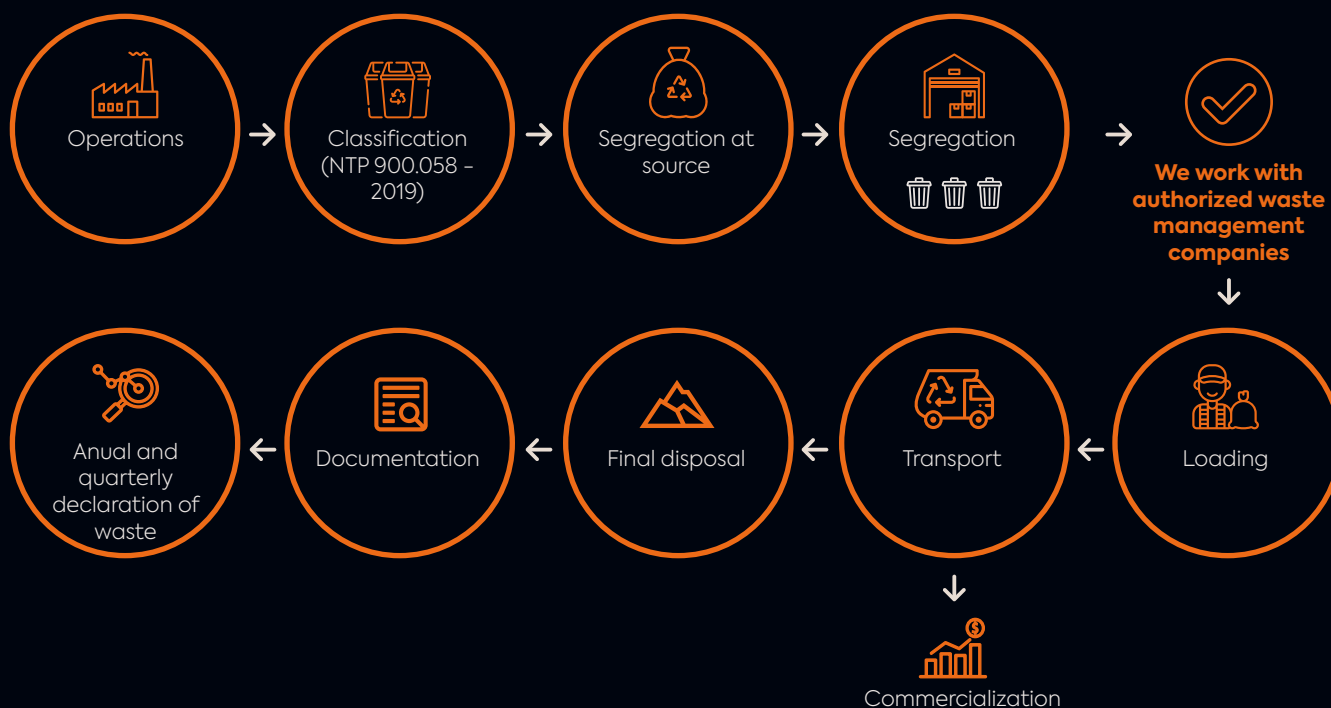 Operations
Classification
(NTP 900.058 -
2019)
Segregation at
source
Segregation
We work with
authorized waste
management
companies
Loading
Transport
Final disposal
Documentation
Anual and
quarterly
declaration of
waste
$
Commercialization